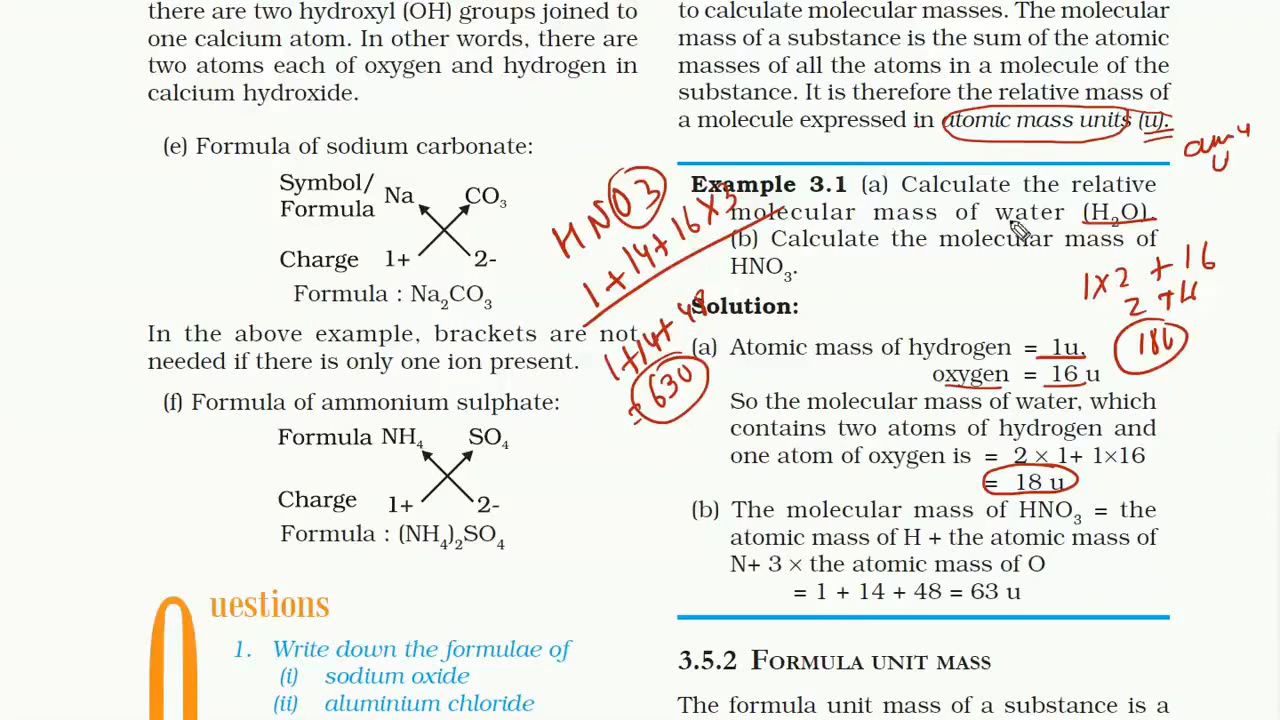 there are two hydroxyl (OH) groups joined to
one calcium atom. In other words, there are
two atoms each of oxygen and hydrogen in
calcium hydroxide.
(e) Formula of sodium carbonate:
Symbol/
Formula Na CO3
Charge 1+ 2-
Formula : Na2CO3
In the above example, brackets are not
needed if there is only one ion present.
(f) Formula of ammonium sulphate:
Formula NH4 SO4
Charge 1+ 2-
Formula : (NH4)2SO4
Questions
1. Write down the formulae of
(i) sodium oxide
(ii) aluminium chloride
HNO3
1+14+16×3
1+14+48
to calculate molecular masses. The molecular
mass of a substance is the sum of the atomic
masses of all the atoms in a molecule of the
substance. It is therefore the relative mass of
a molecule expressed in atomic mass units (u).
Example 3.1 (a) Calculate the relative
molecular mass of water (H2O).
(b) Calculate the molecular mass of
HNO3.
1×2 + 16
Solution:
(a) Atomic mass of hydrogen = 1u,
oxygen = 16 u
So the molecular mass of water, which
contains two atoms of hydrogen and
one atom of oxygen is = 2 × 1+ 1×16
= 18 u
(b) The molecular mass of HNO3 = the
atomic mass of H + the atomic mass of
N+ 3 × the atomic mass of O
= 1 + 14 + 48 = 63 u
3.5.2 FORMULA UNIT MASS
The formula unit mass of a substance is a